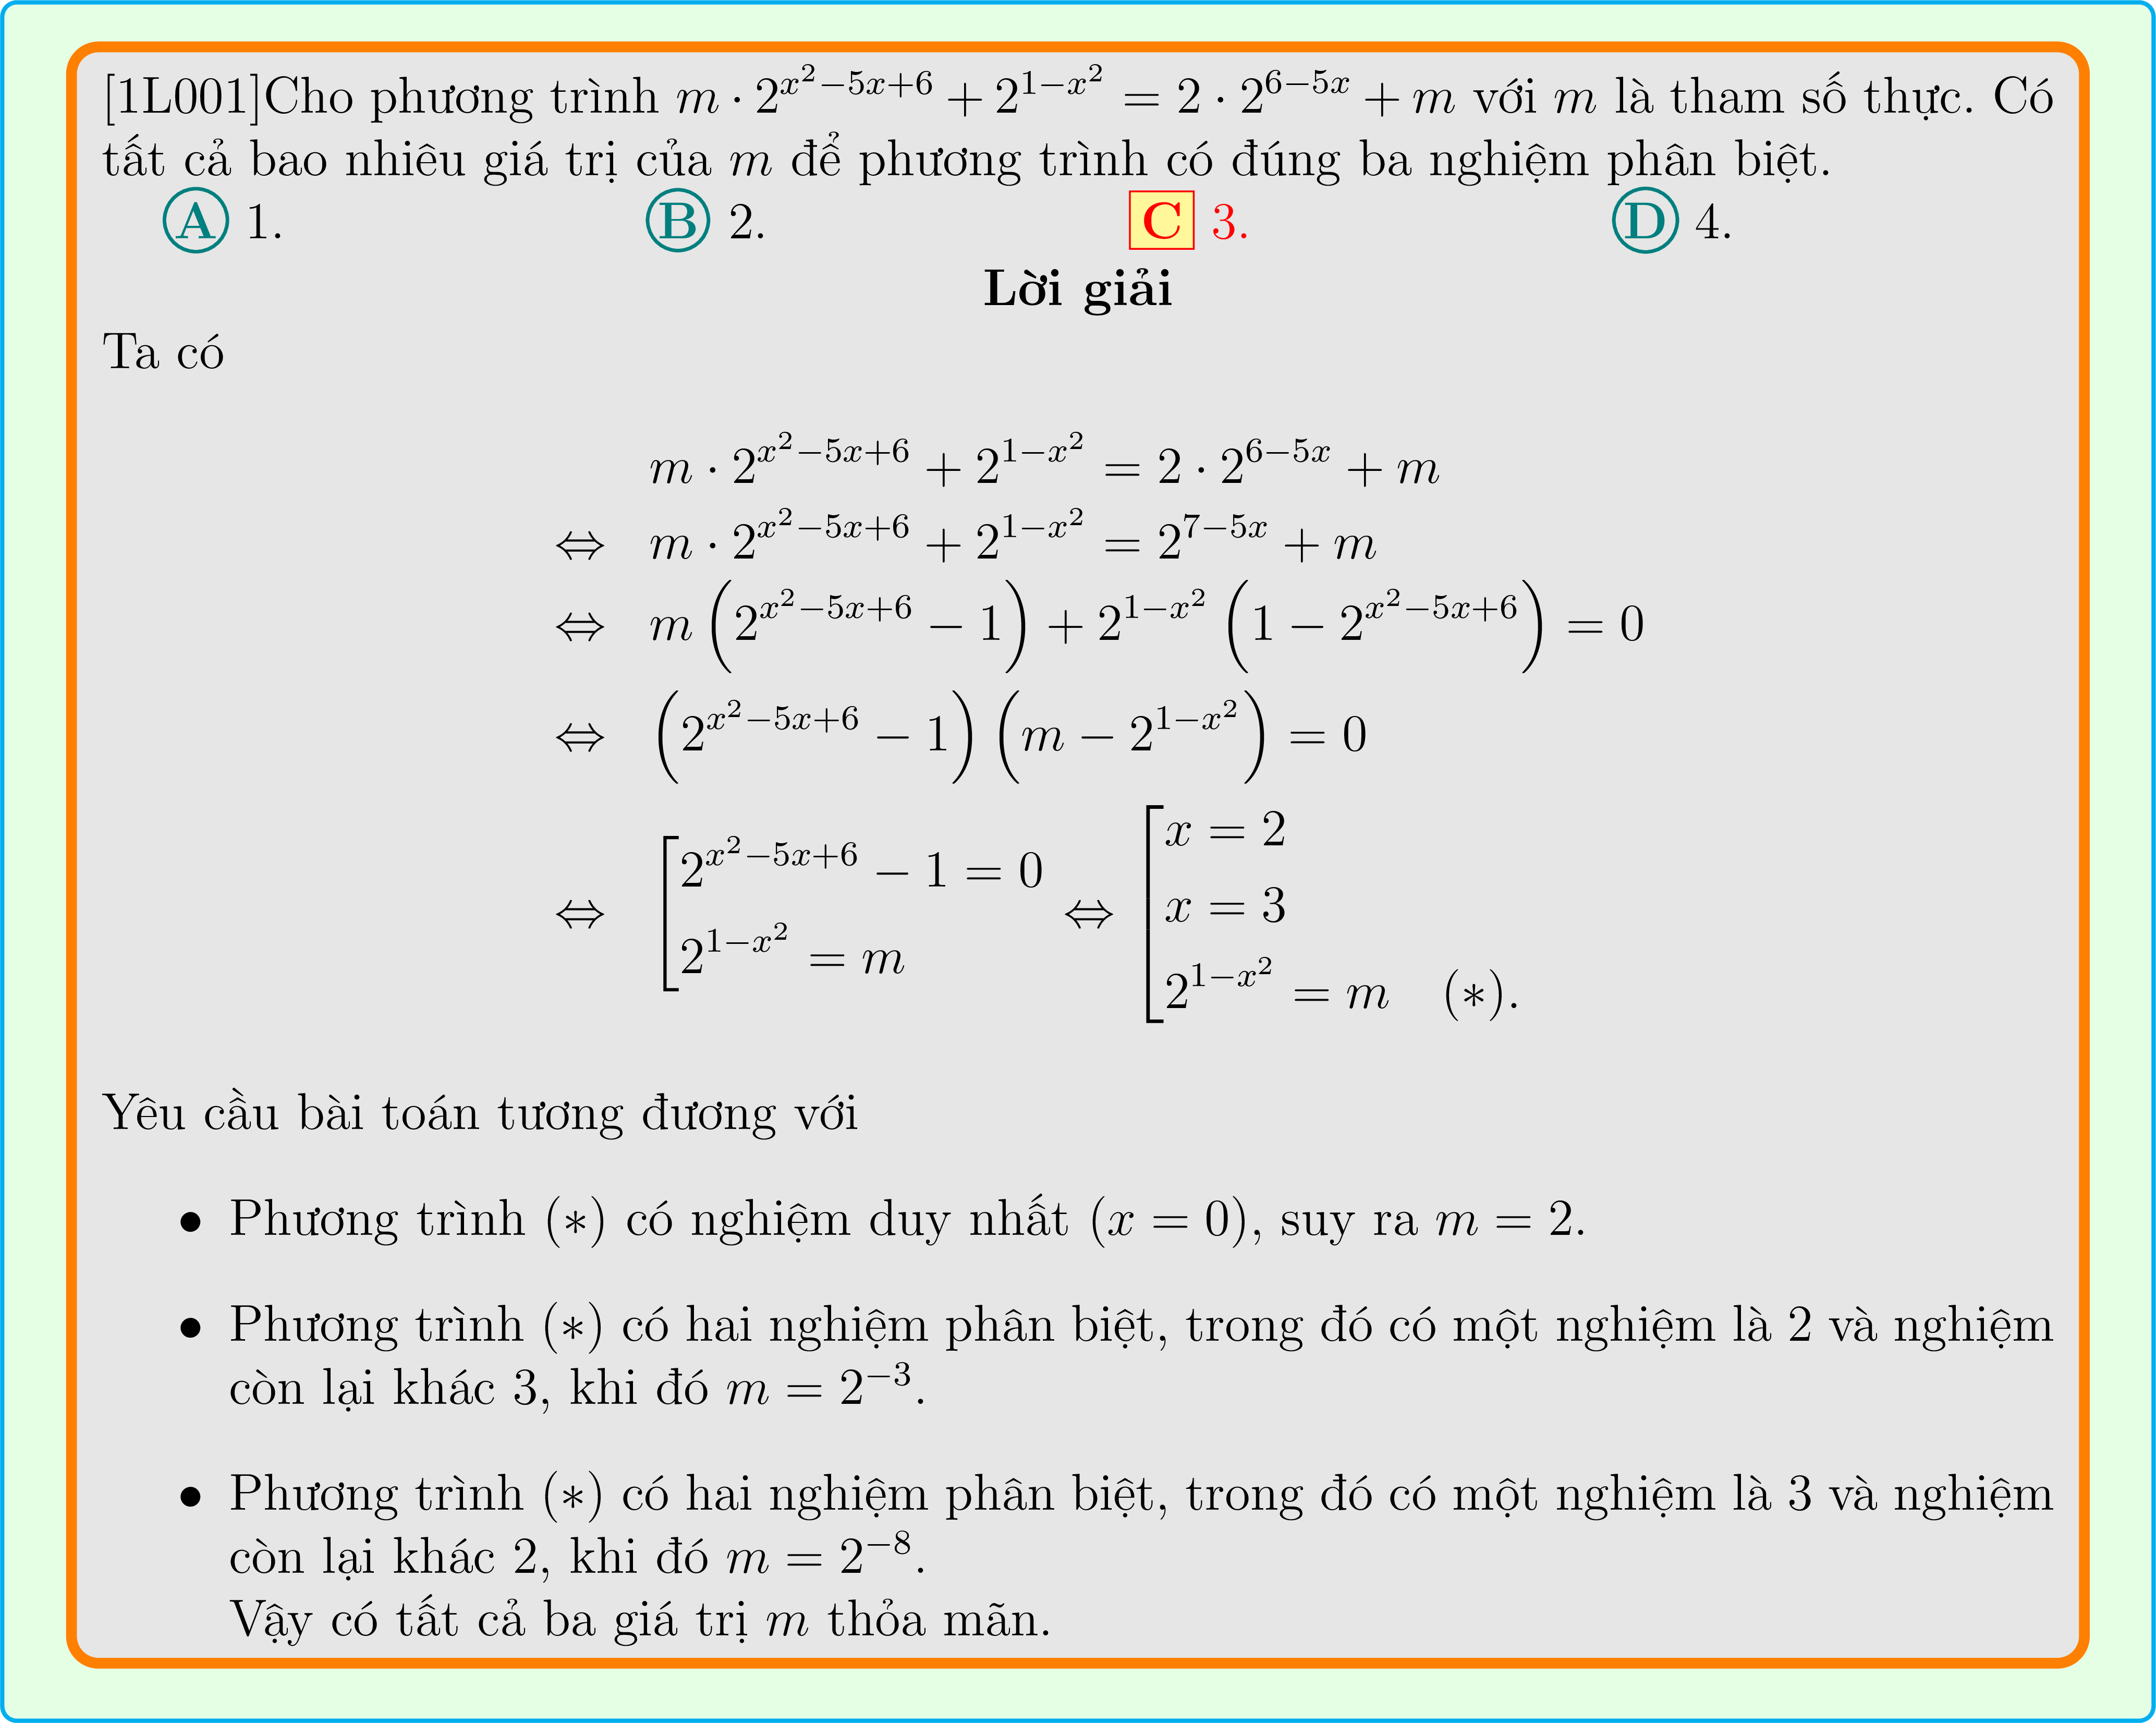 [1L001]Cho phương trình $m \cdot 2^{x^2-5x+6} + 2^{1-x^2} = 2 \cdot 2^{6-5x} + m$ với $m$ là tham số thực. Có
tất cả bao nhiêu giá trị của $m$ để phương trình có đúng ba nghiệm phân biệt.
A 1. B 2. C 3. D 4.
Lời giải
Ta có
$m \cdot 2^{x^2-5x+6} + 2^{1-x^2} = 2 \cdot 2^{6-5x} + m$
$\Leftrightarrow m \cdot 2^{x^2-5x+6} + 2^{1-x^2} = 2^{7-5x} + m$
$\Leftrightarrow m \left(2^{x^2-5x+6} - 1\right) + 2^{1-x^2} \left(1 - 2^{x^2-5x+6}\right) = 0$
$\Leftrightarrow \left(2^{x^2-5x+6} - 1\right) \left(m - 2^{1-x^2}\right) = 0$
$\Leftrightarrow \left[\begin{array}{l} 2^{x^2-5x+6} - 1 = 0 \\ 2^{1-x^2} = m \end{array}\right. \Leftrightarrow \left[\begin{array}{l} x = 2 \\ x = 3 \\ 2^{1-x^2} = m \quad (*). \end{array}\right.$
Yêu cầu bài toán tương đương với
• Phương trình $(*)$ có nghiệm duy nhất $(x = 0)$, suy ra $m = 2$.
• Phương trình $(*)$ có hai nghiệm phân biệt, trong đó có một nghiệm là 2 và nghiệm
còn lại khác 3, khi đó $m = 2^{-3}$.
• Phương trình $(*)$ có hai nghiệm phân biệt, trong đó có một nghiệm là 3 và nghiệm
còn lại khác 2, khi đó $m = 2^{-8}$.
Vậy có tất cả ba giá trị $m$ thỏa mãn.